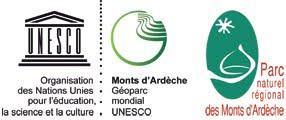 UNESCO
Organisation
des Nations Unies
pour l'éducation,
la science et la culture
Monts d'Ardèche
Géoparc
mondial
UNESCO
Parc
naturel
régional
des Monts d'Ardèche